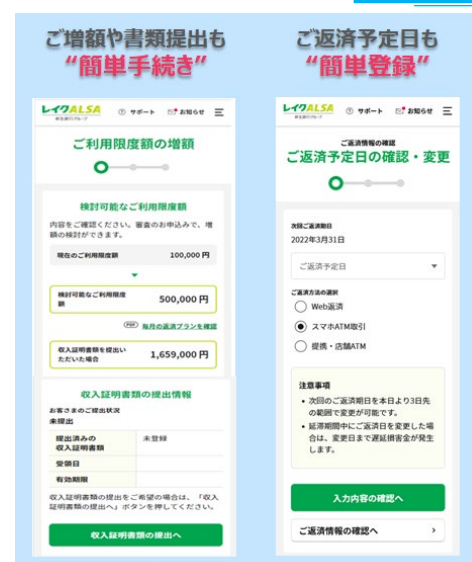 ご増額や書類提出も
“簡単手続き”
レイクALSA
新生銀行グループ
サポート
お知らせ
ご利用限度額の増額
検討可能なご利用限度額
内容をご確認ください。審査のお申込みで、増
額の検討ができます。
現在のご利用限度額 100,000 円
検討可能なご利用限度
額 500,000 円
PDF 毎月の返済プランを確認
収入証明書類を提出い
ただいた場合 1,659,000 円
収入証明書類の提出情報
お客さまのご提出状況
未提出
提出済みの
収入証明書類 未登録
受領日
有効期限
収入証明書類の提出をご希望の場合は、「収入
証明書類の提出へ」ボタンを押してください。
収入証明書類の提出へ
ご返済予定日も
“簡単登録”
レイクALSA
新生銀行グループ
サポート
お知らせ
ご返済情報の確認
ご返済予定日の確認・変更
次回ご返済期日
2022年3月31日
ご返済予定日
ご返済方法の選択
Web返済
スマホATM取引
提携・店舗ATM
注意事項
• 次回のご返済期日を本日より3日先
の範囲で変更が可能です。
• 延滞期間中にご返済日を変更した場
合は、変更日まで遅延損害金が発生
します。
入力内容の確認へ
ご返済情報の確認へ